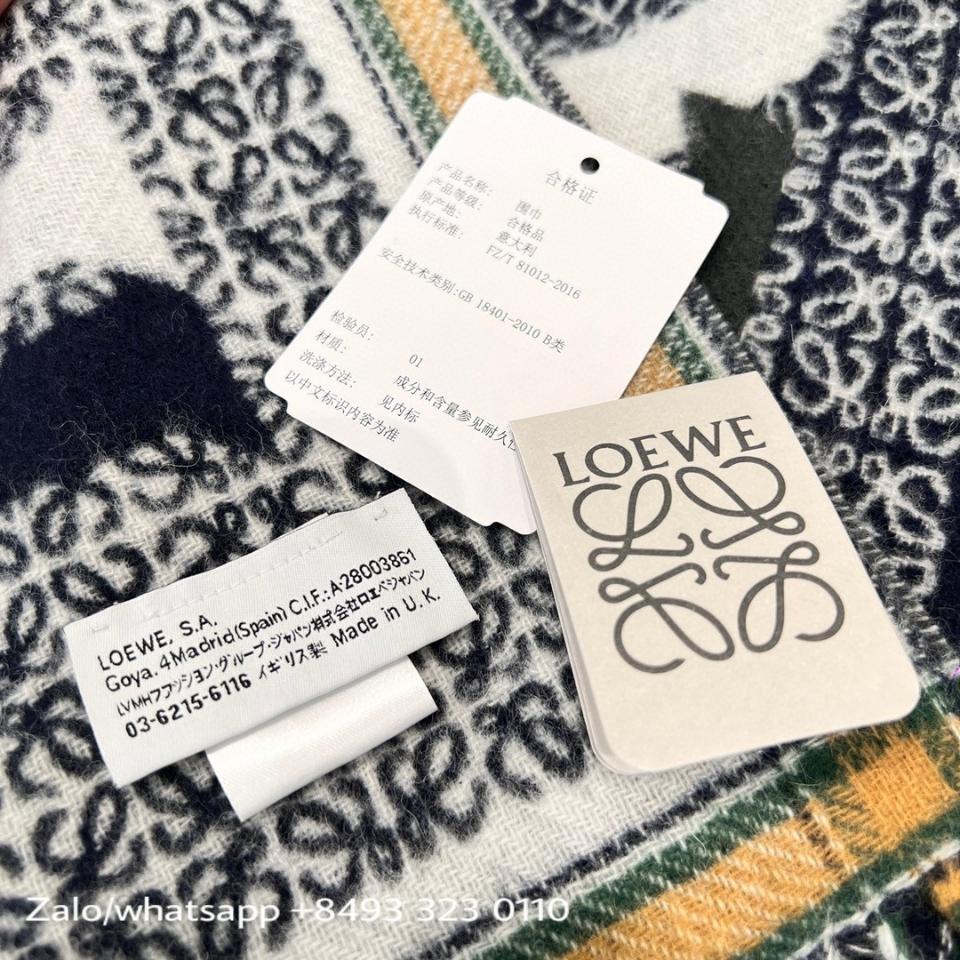 合格证
产品名称: 围巾
产品等级: 合格品
原产地: 意大利
执行标准: FZ/T 81012-2016
安全技术类别:GB 18401-2010 B类
检验员: 01
材质: 成分和含量参见耐久性
洗涤方法: 见内标
以中文标识内容为准
LOEWE
LOEWE, S.A.
Goya, 4Madrid(Spain) C.I.F.:A-28003861
LVMHファッション・グループ・ジャパン株式会社ロエベジャパン
03-6215-6116 イギリス製 Made in U.K.
Zalo/whatsapp +8493 323 0110